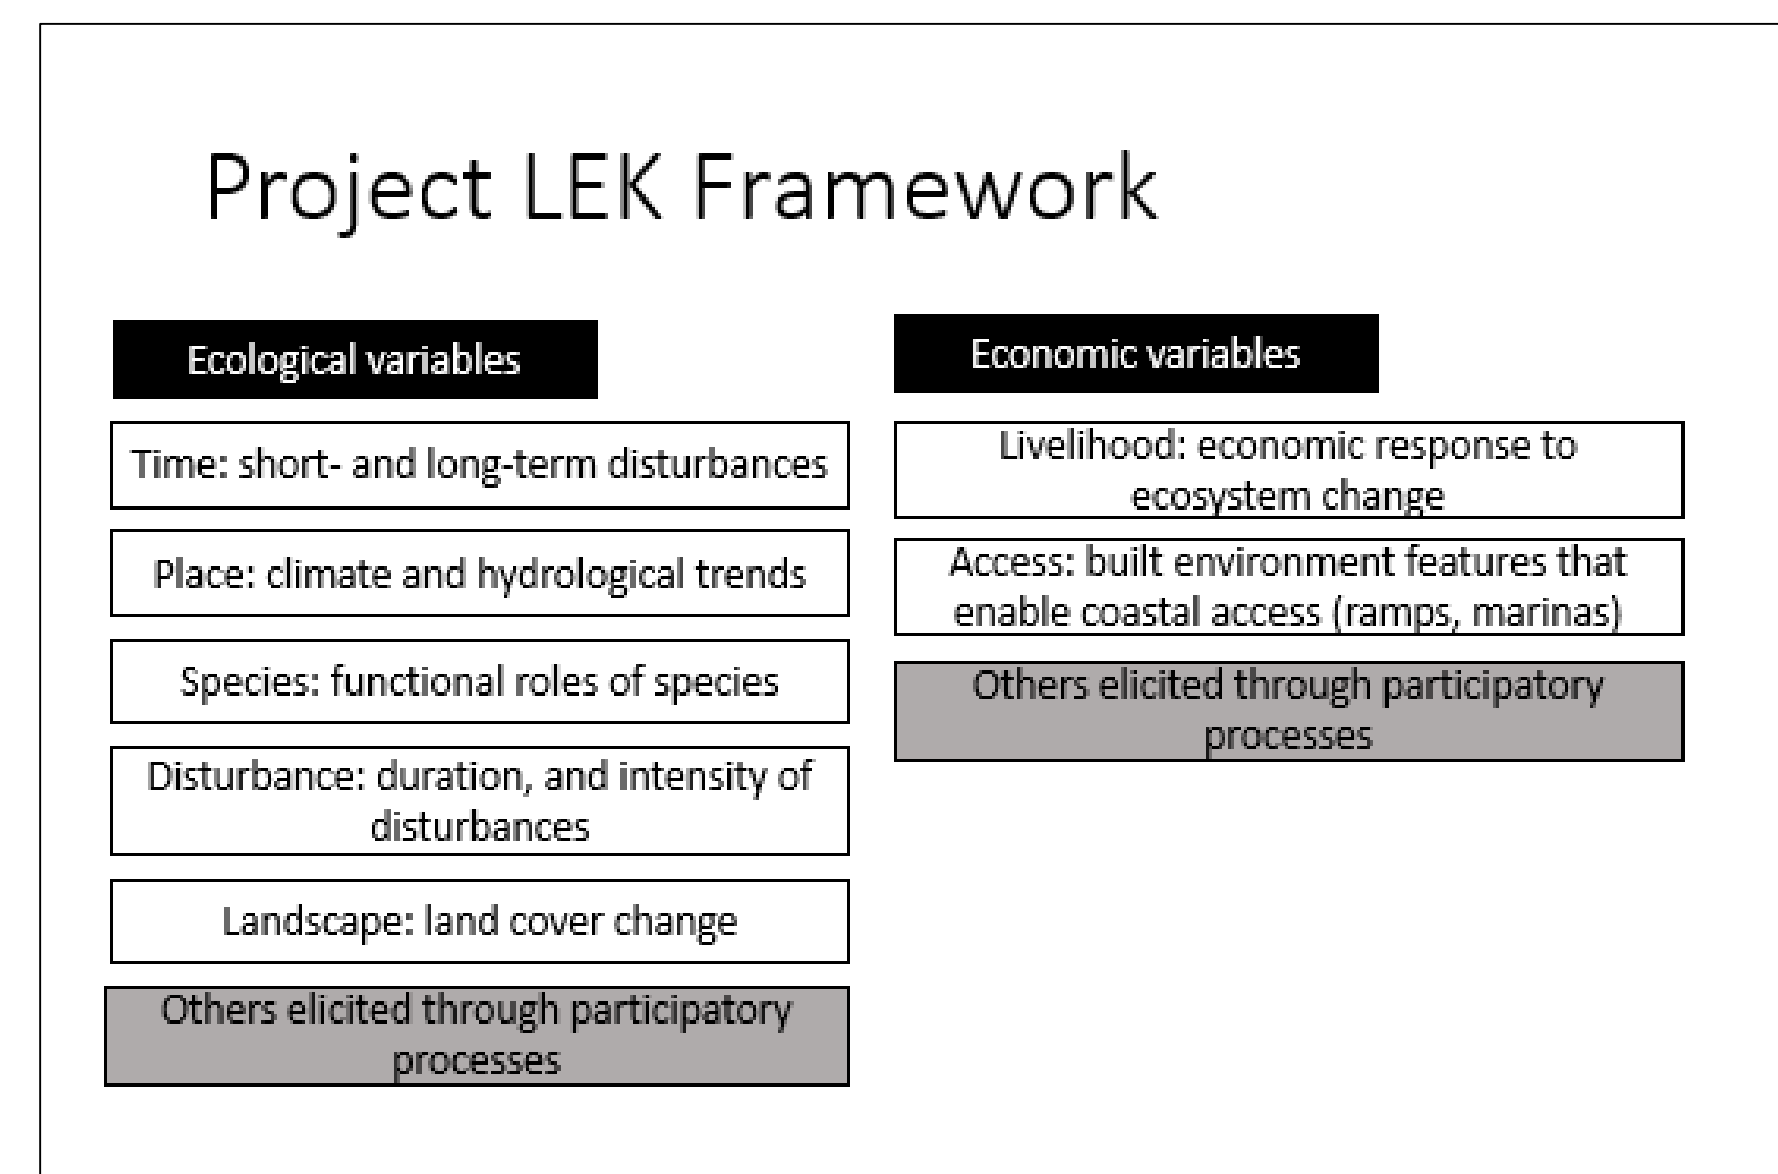 Project LEK Framework
Ecological variables
Time: short- and long-term disturbances
Place: climate and hydrological trends
Species: functional roles of species
Disturbance: duration, and intensity of
disturbances
Landscape: land cover change
Others elicited through participatory
processes
Economic variables
Livelihood: economic response to
ecosystem change
Access: built environment features that
enable coastal access (ramps, marinas)
Others elicited through participatory
processes